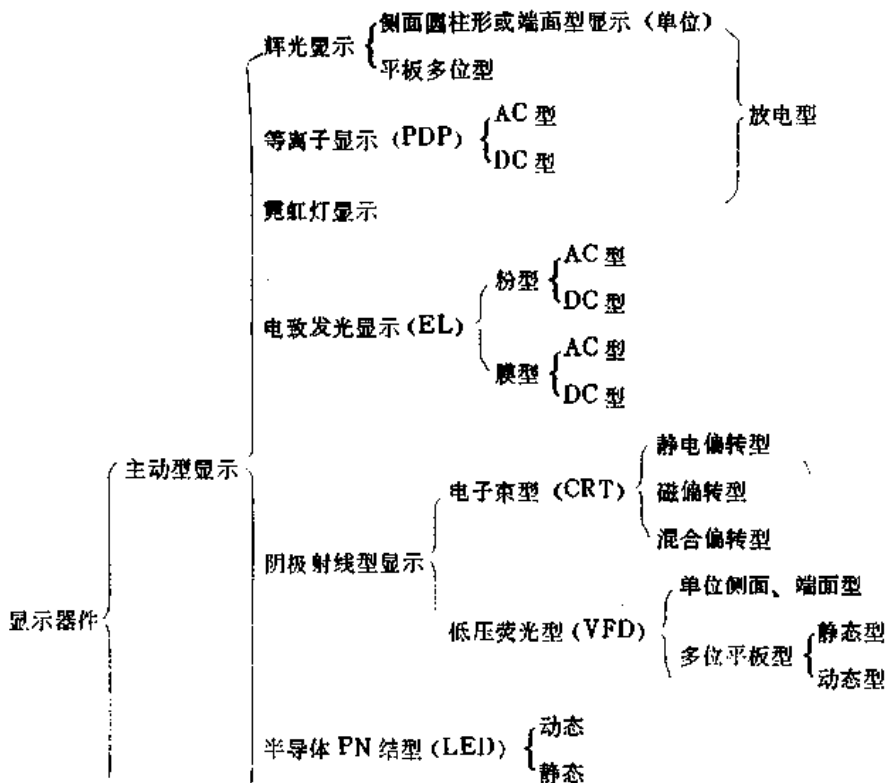 侧面圆柱形或端面型显示（单位）
辉光显示
平板多位型
放电型
AC 型
等离子显示（PDP）
DC 型
霓虹灯显示
AC 型
粉型
DC 型
电致发光显示（EL）
AC 型
膜型
DC 型
静电偏转型
主动型显示
电子束型（CRT）
磁偏转型
混合偏转型
阴极射线型显示
单位侧面、端面型
显示器件
低压荧光型（VFD）
静态型
多位平板型
动态型
动态
半导体 PN 结型（LED）
静态